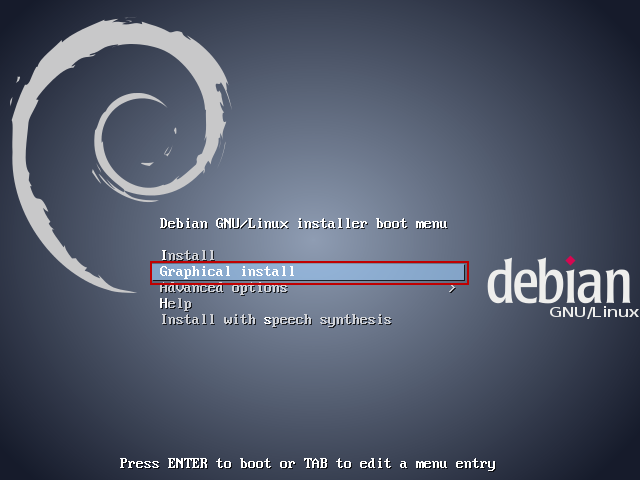 Debian GNU/Linux installer boot menu
Install
Graphical install
Advanced options >
Help
Install with speech synthesis
debian
GNU/Linux
Press ENTER to boot or TAB to edit a menu entry